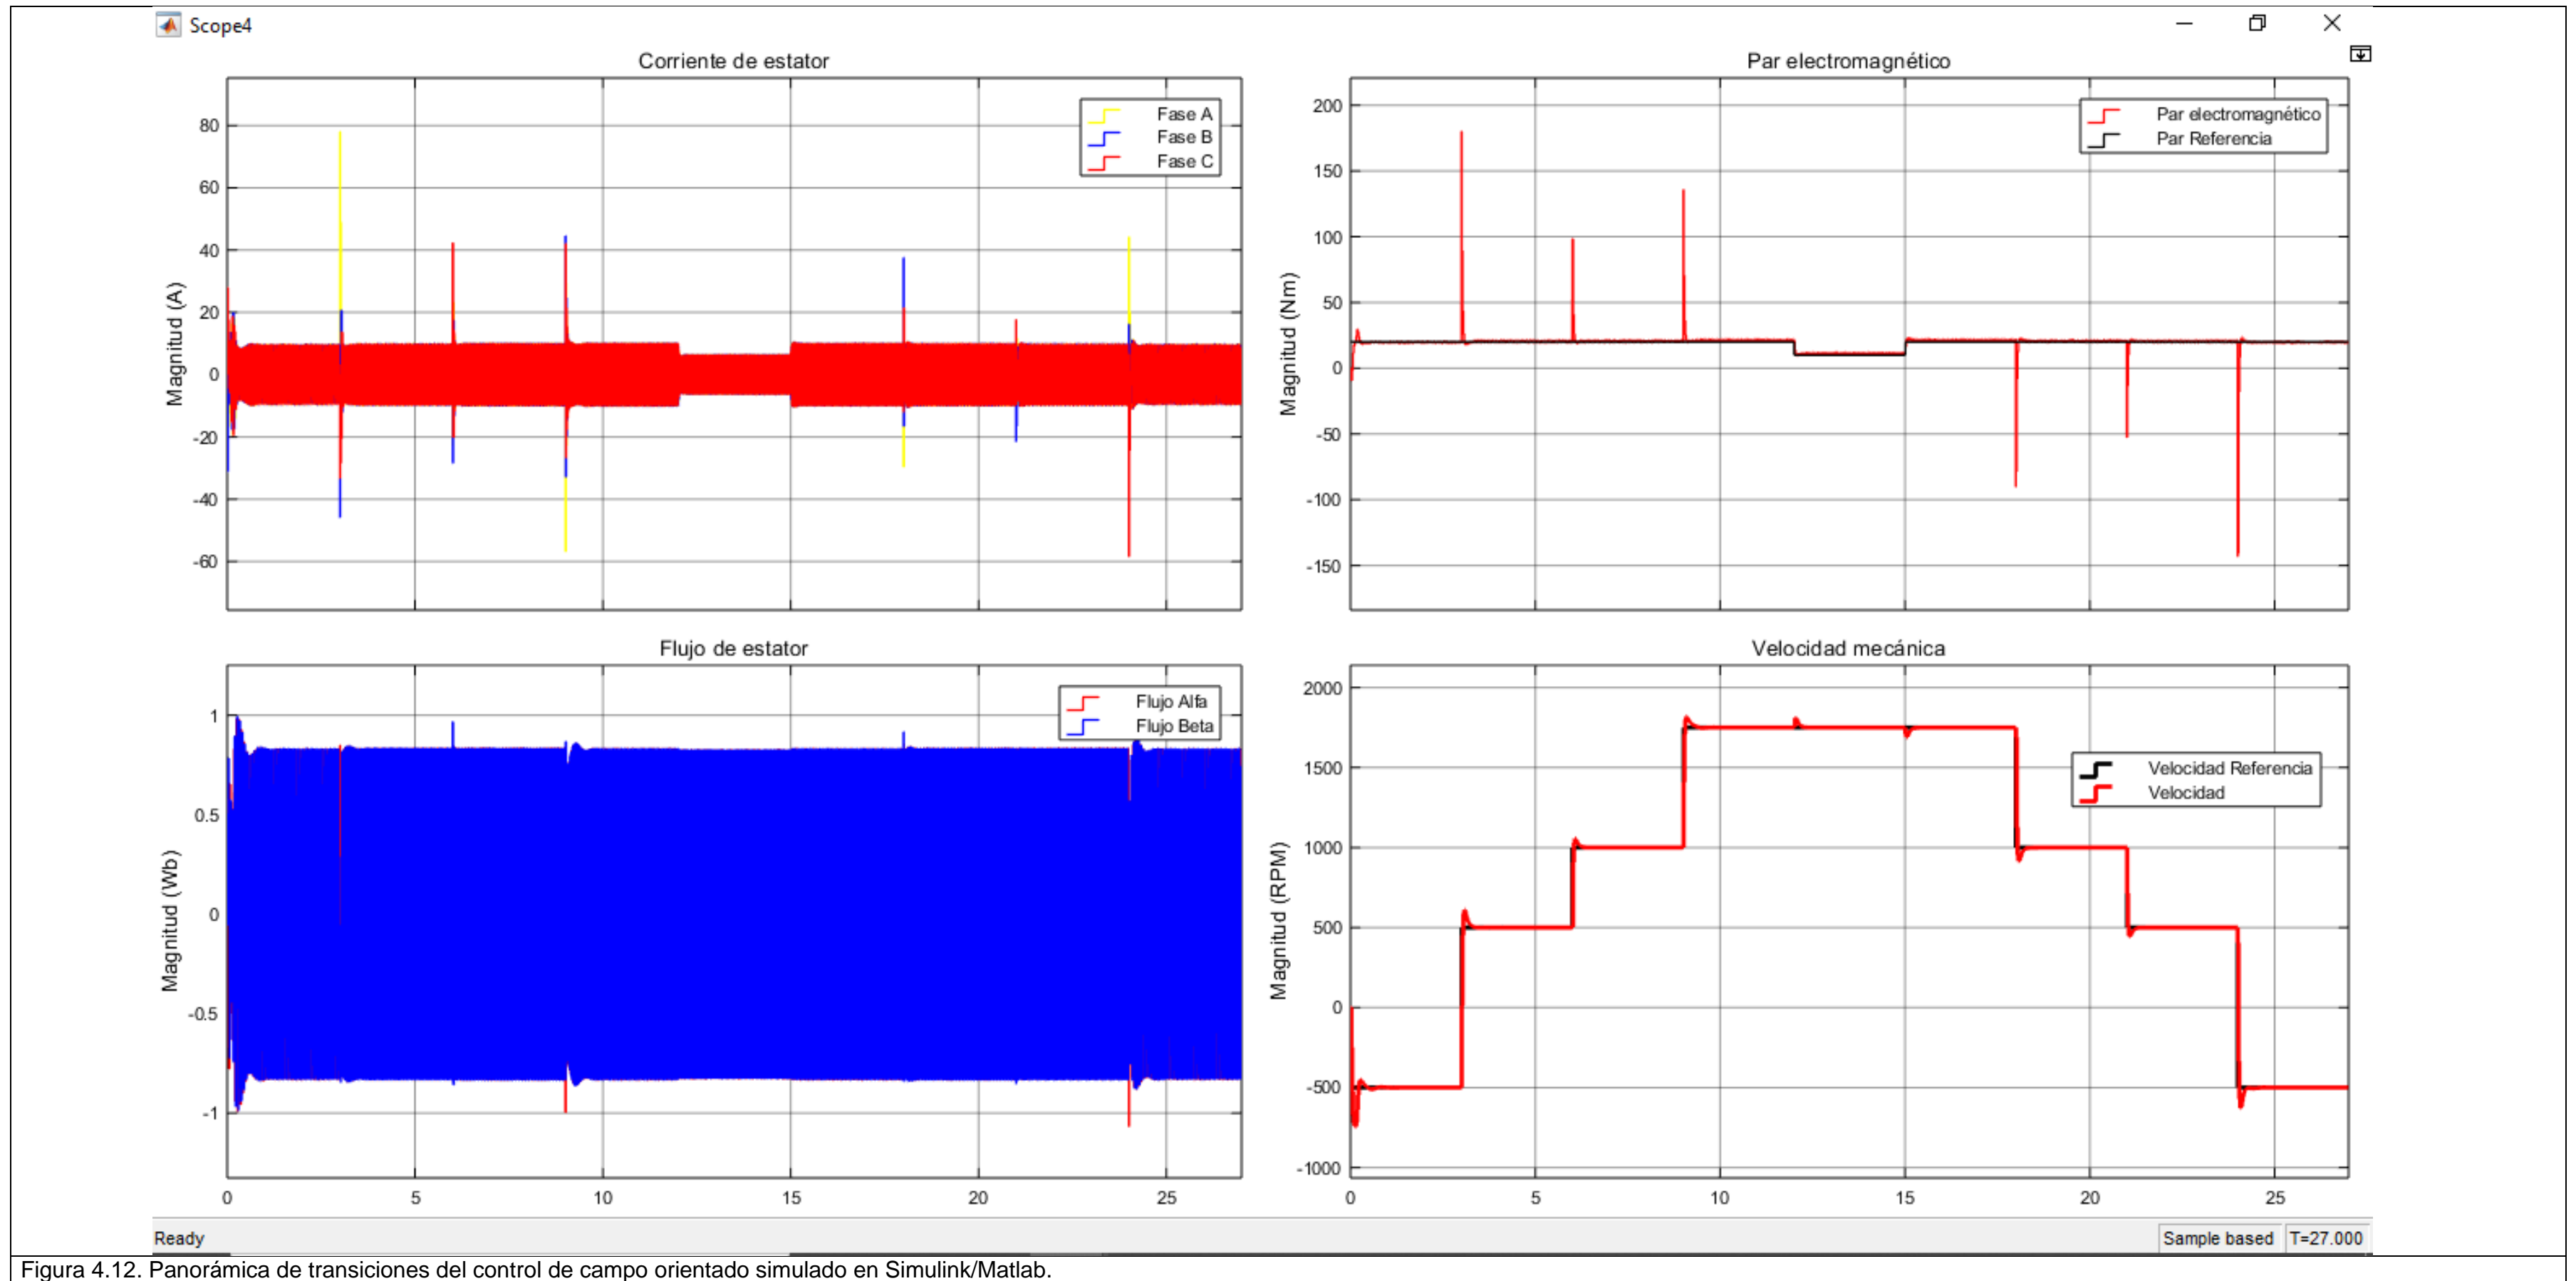 Scope4
Corriente de estator
80
60
40
20
0
-20
-40
-60
Magnitud (A)
Fase A
Fase B
Fase C
Par electromagnético
200
150
100
50
0
-50
-100
-150
Magnitud (Nm)
Par electromagnético
Par Referencia
Flujo de estator
1
0.5
0
-0.5
-1
Magnitud (Wb)
Flujo Alfa
Flujo Beta
0 5 10 15 20 25
Velocidad mecánica
2000
1500
1000
500
0
-500
-1000
Magnitud (RPM)
Velocidad Referencia
Velocidad
0 5 10 15 20 25
Ready
Sample based T=27.000
Figura 4.12. Panorámica de transiciones del control de campo orientado simulado en Simulink/Matlab.